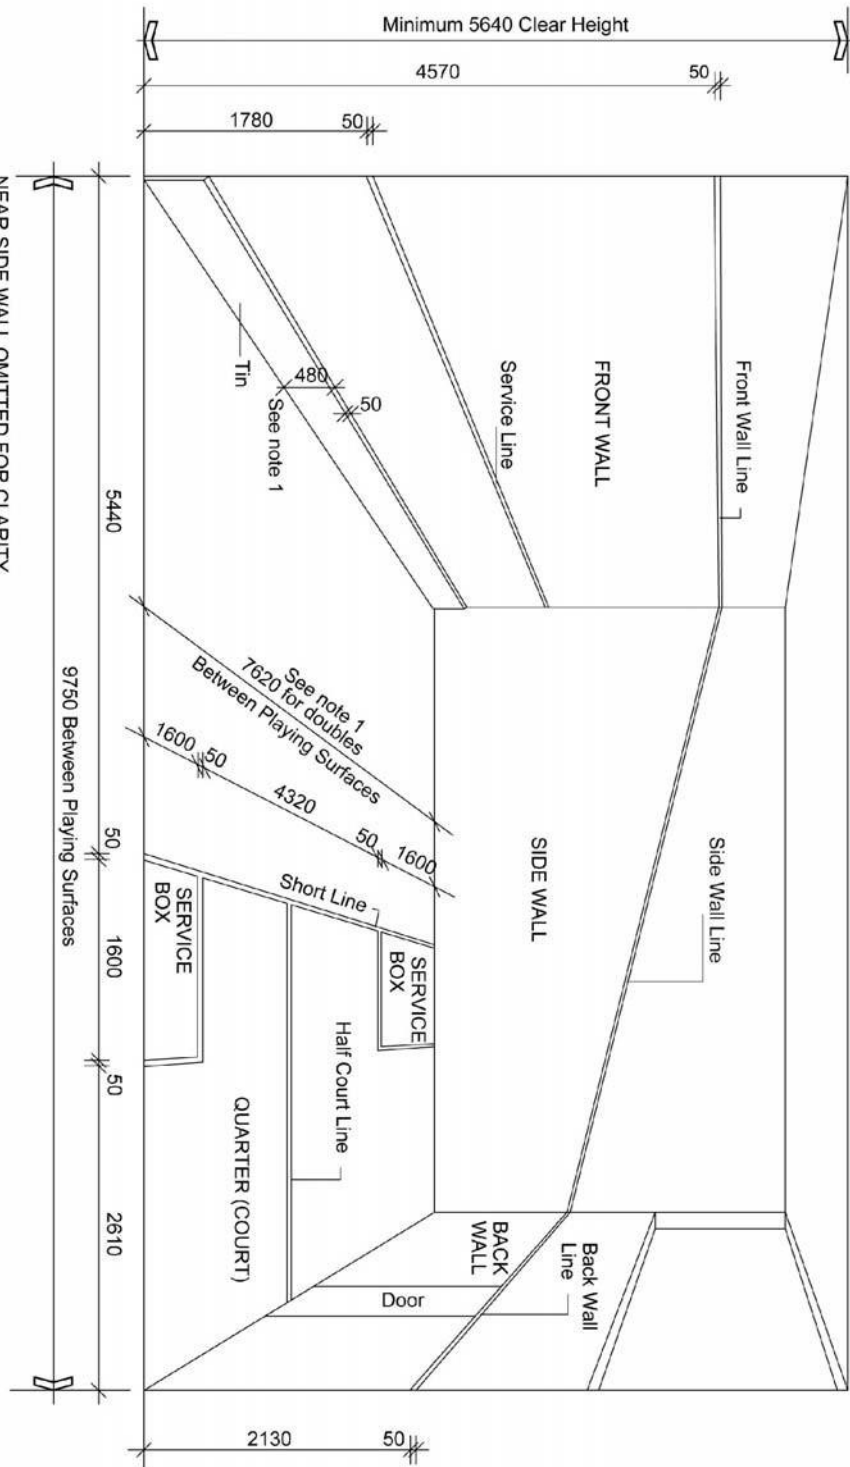 Minimum 5640 Clear Height
4570
50
1780
50
NEAR SIDE WALL OMITTED FOR CLARITY
Front Wall Line
FRONT WALL
Service Line
Tin
480
50
See note 1
5440
9750 Between Playing Surfaces
See note 1
7620 for doubles
Between Playing Surfaces
1600
50
4320
50
1600
50
1600
50
2610
Short Line
SERVICE
BOX
SERVICE
BOX
SIDE WALL
Side Wall Line
Half Court Line
QUARTER (COURT)
BACK
WALL
Back Wall
Line
Door
2130
50